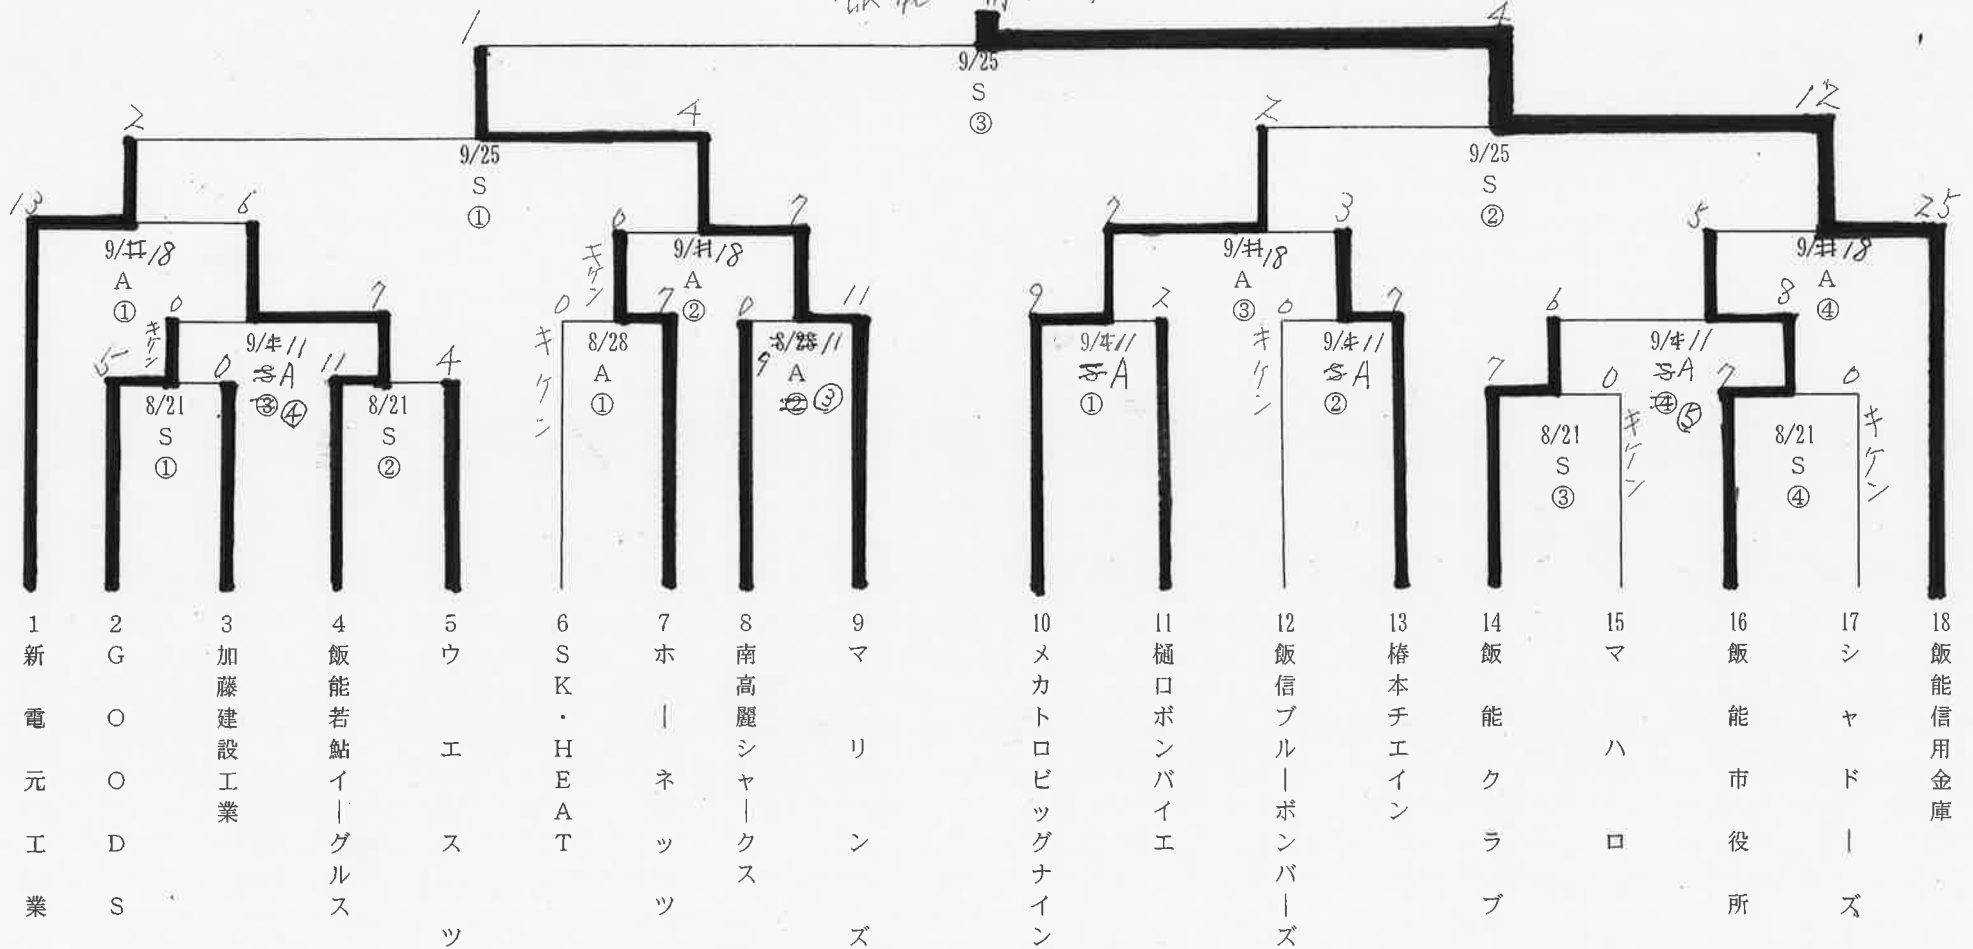 1 4
9/25
S
③
2 4 2 12
9/25
S
①
9/25
S
②
13 6 0 7 7 3 5 25
キケン
9/18
A
①
9/18
A
②
9/18
A
③
9/18
A
④
0 7 0 7 0 11 9 2 0 7 6 8
キケン
9/4 11
S A
③ ④
キケン
8/28
A
①
8/28 9/11
A
② ③
9/4 11
S A
①
キケン
9/4 11
S A
②
9/4 11
S A
④ ⑤
5 0 11 4 7 0 7 0
8/21
S
①
8/21
S
②
8/21
S
③
キケン
8/21
S
④
キケン
1 新電元工業
2 GOODS
3 加藤建設工業
4 飯能若鮎イーグルス
5 ウエスツ
6 SK・HEAT
7 ホーネッツ
8 南高麗シャークス
9 マリンズ
10 メカトロビッグナイン
11 樋口ボンバイエ
12 飯信ブルーボンバーズ
13 椿本チエイン
14 飯能クラブ
15 マハロ
16 飯能市役所
17 シャドーズ
18 飯能信用金庫